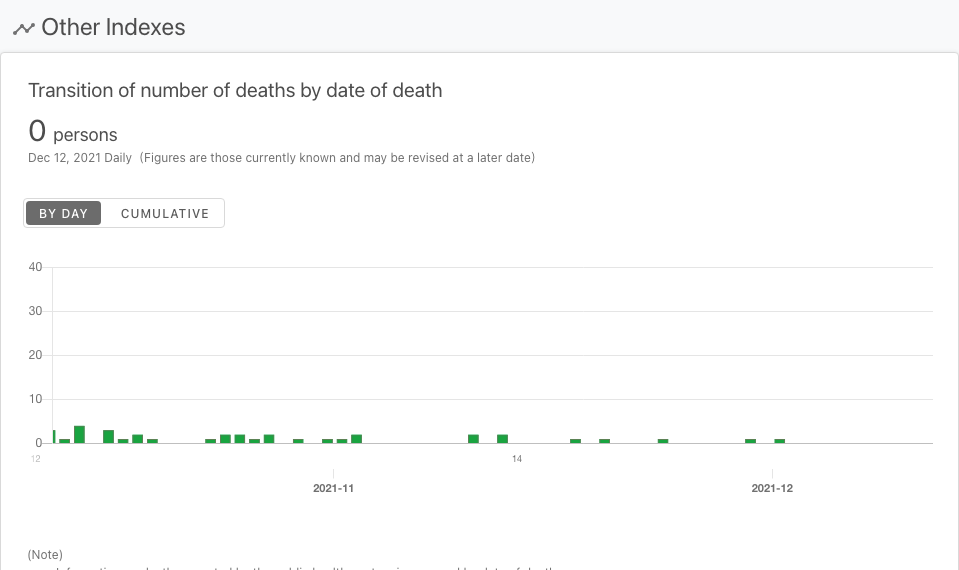 Other Indexes
Transition of number of deaths by date of death
0 persons
Dec 12, 2021 Daily (Figures are those currently known and may be revised at a later date)
BY DAY CUMULATIVE
40
30
20
10
0
12 14
2021-11 2021-12
(Note)